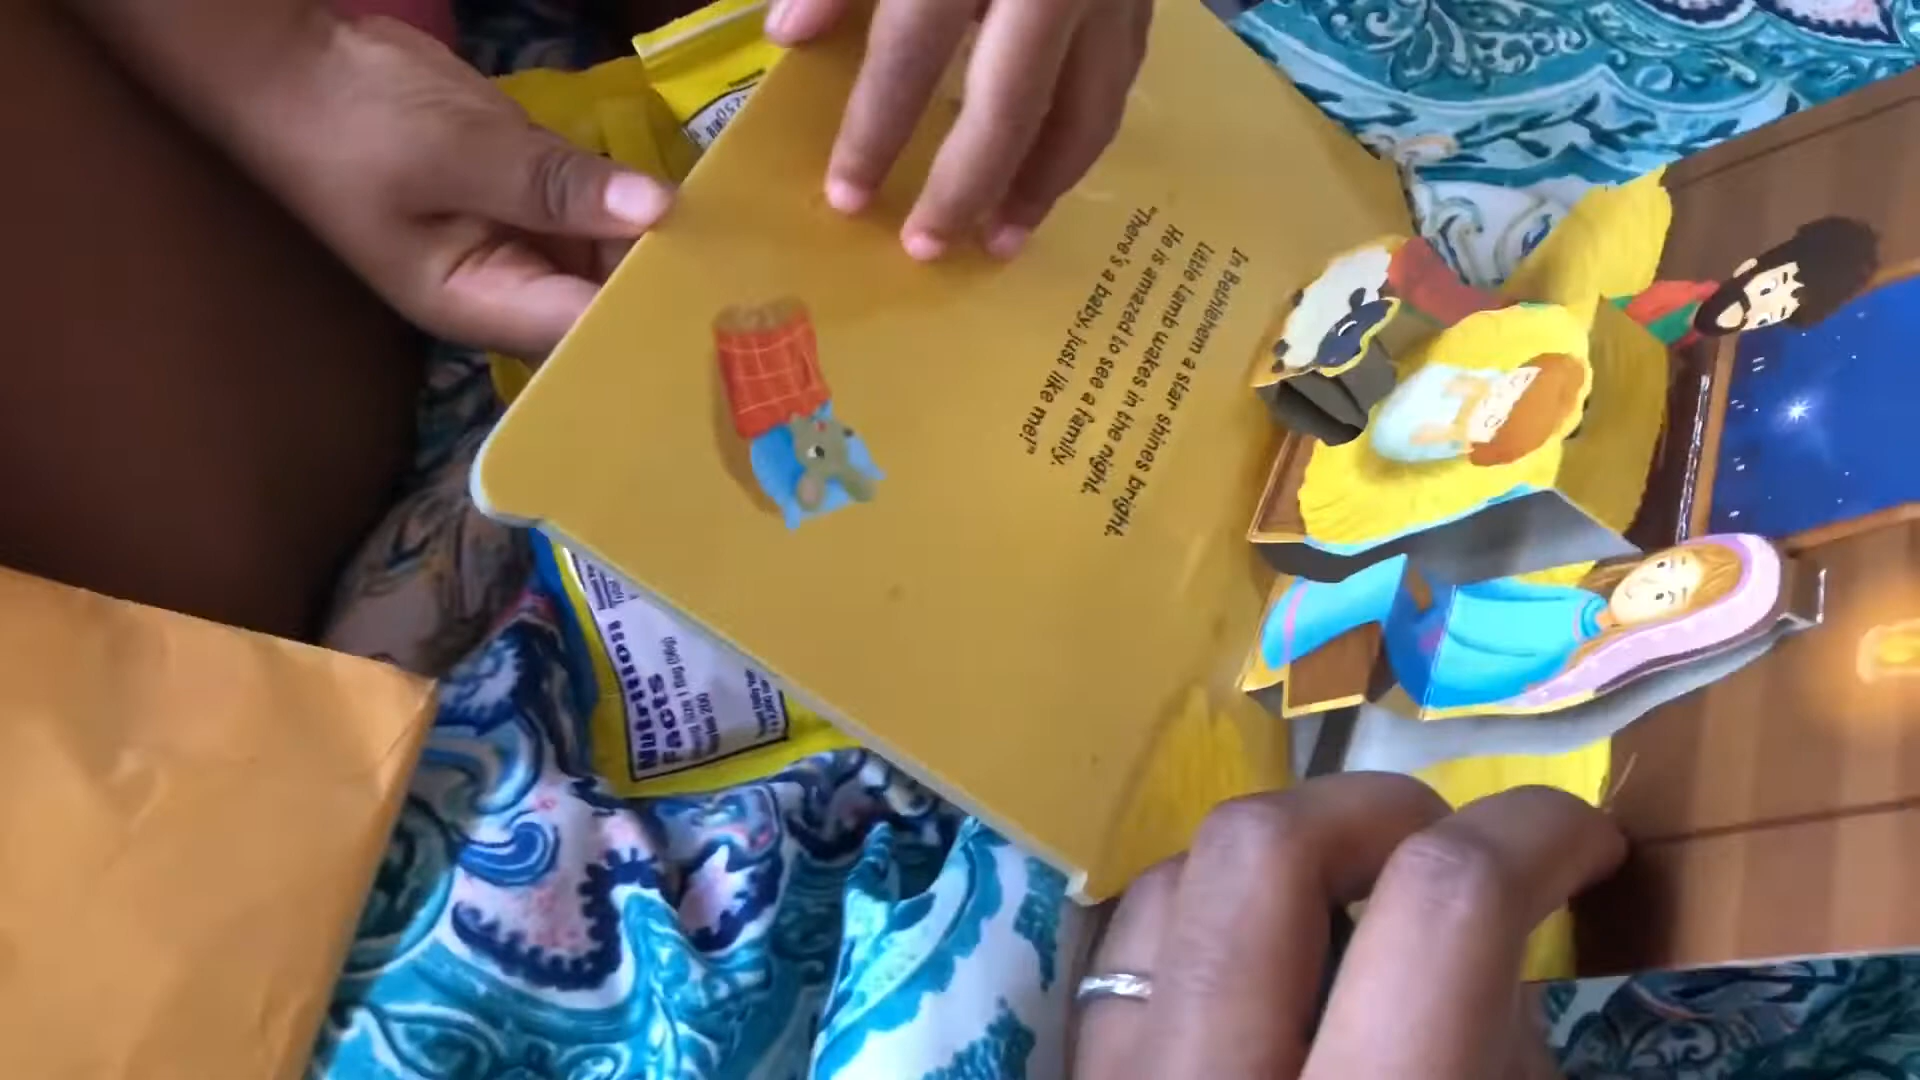 In Bethlehem a star shines bright.
Little Lamb wakes in the night.
He is amazed to see a family.
"There's a baby, just like me!"
Nutrition
Facts